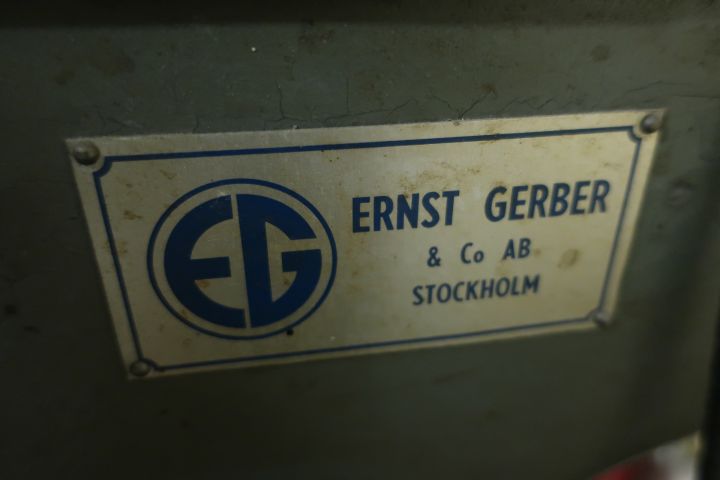 EG
ERNST GERBER
& Co AB
STOCKHOLM